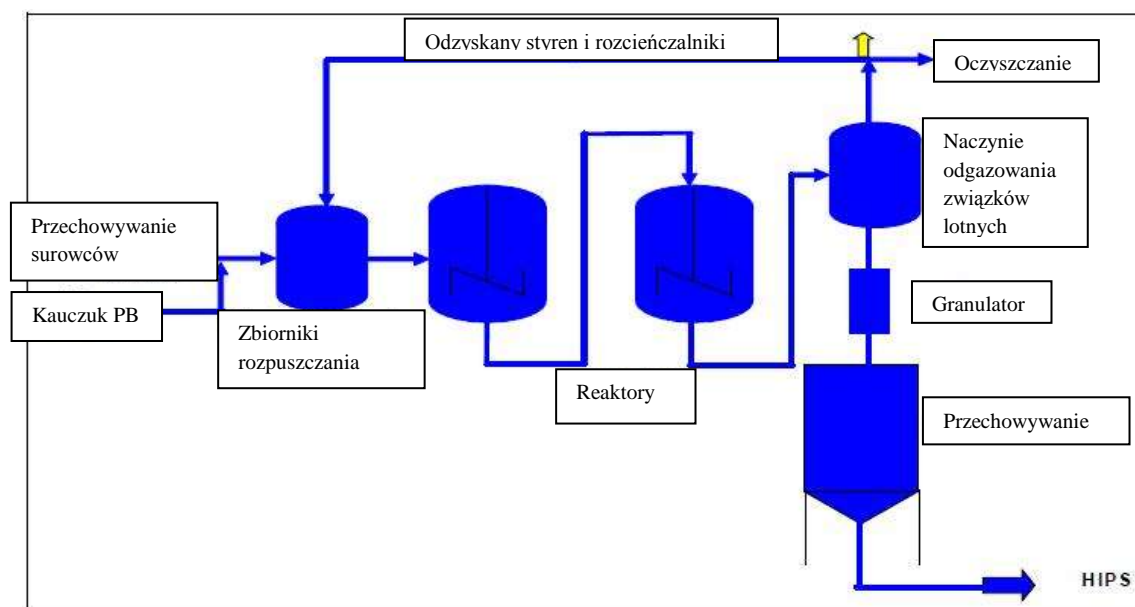 Odzyskany styren i rozcieńczalniki
Oczyszczanie
Naczynie
odgazowania
związków
lotnych
Przechowywanie
surowców
Kauczuk PB
Zbiorniki
rozpuszczania
Granulator
Reaktory
Przechowywanie
HIPS